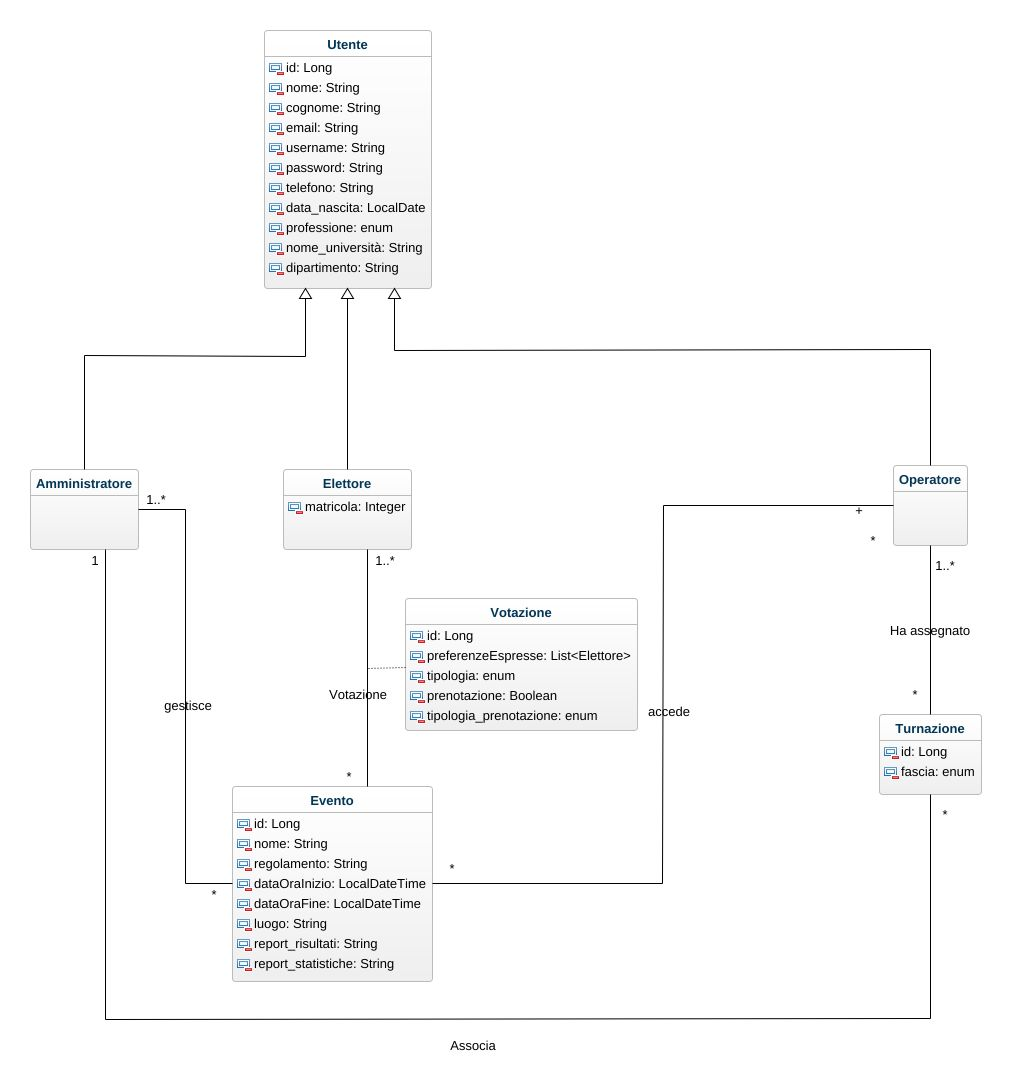 Utente
id: Long
nome: String
cognome: String
email: String
username: String
password: String
telefono: String
data_nascita: LocalDate
professione: enum
nome_università: String
dipartimento: String
Amministratore
1..*
1
Elettore
matricola: Integer
1..*
Operatore
+
*
1..*
Votazione
id: Long
preferenzeEspresse: List<Elettore>
tipologia: enum
prenotazione: Boolean
tipologia_prenotazione: enum
gestisce
Votazione
accede
Ha assegnato
*
Turnazione
id: Long
fascia: enum
*
*
Evento
id: Long
nome: String
regolamento: String
dataOraInizio: LocalDateTime
dataOraFine: LocalDateTime
luogo: String
report_risultati: String
report_statistiche: String
*
*
Associa